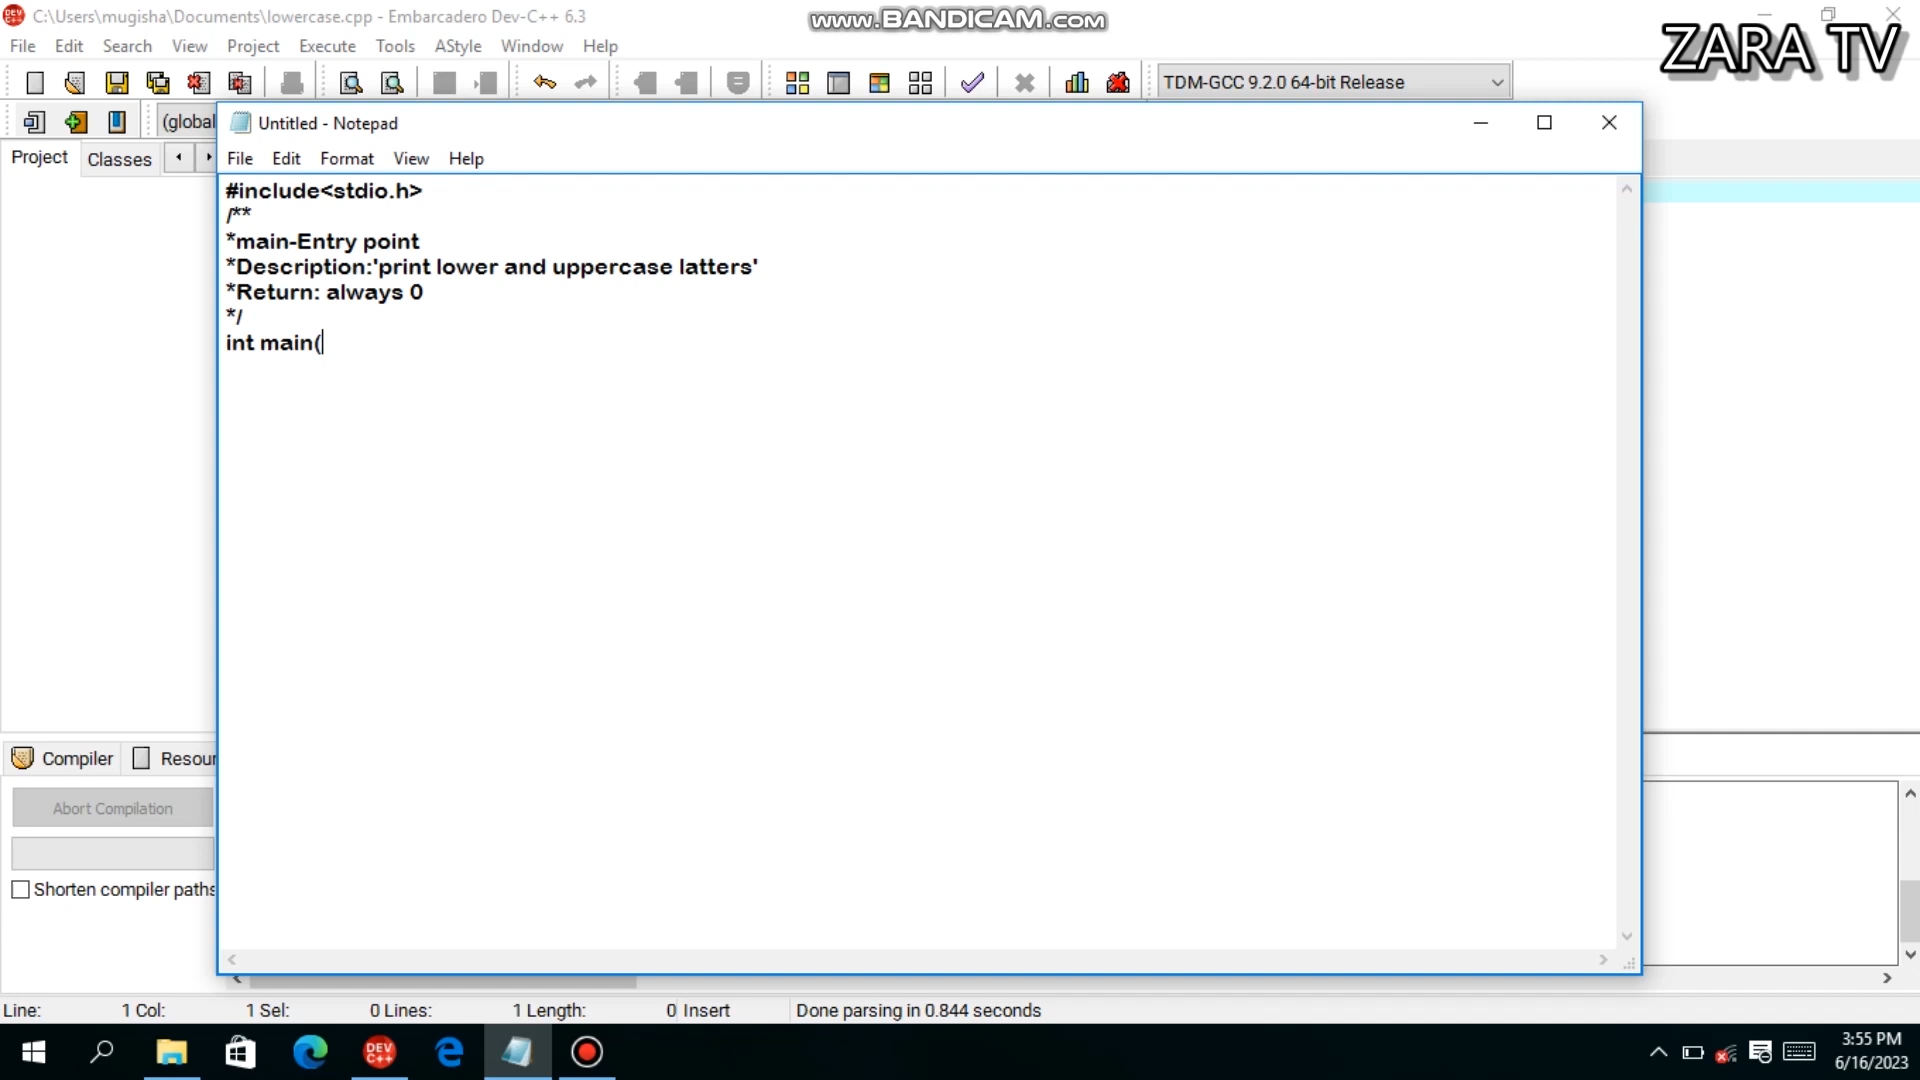 C:\Users\mugisha\Documents\lowercase.cpp - Embarcadero Dev-C++ 6.3
www.BANDICAM.com
ZARA TV
File Edit Search View Project Execute Tools AStyle Window Help
TDM-GCC 9.2.0 64-bit Release
(global
Untitled - Notepad
Project Classes
File Edit Format View Help
#include<stdio.h>
/**
*main-Entry point
*Description:'print lower and uppercase latters'
*Return: always 0
*/
int main(
Compiler Resour
Abort Compilation
Shorten compiler paths
Line: 1 Col: 1 Sel: 0 Lines: 1 Length: 0 Insert Done parsing in 0.844 seconds
DEV C++
3:55 PM
6/16/2023